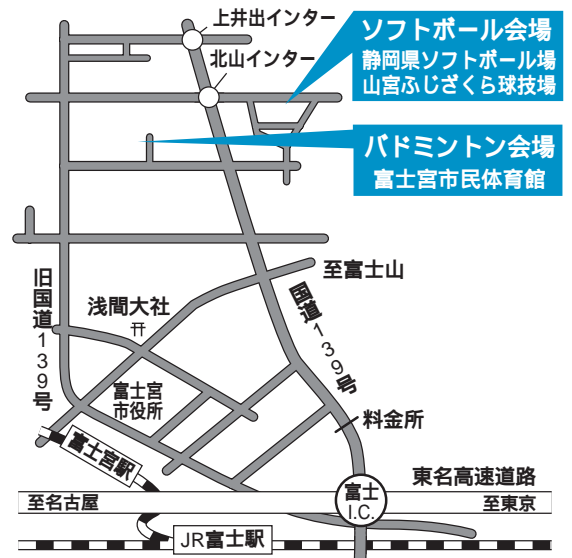 上井出インター
北山インター
ソフトボール会場
静岡県ソフトボール場
山宮ふじざくら球技場
バドミントン会場
富士宮市民体育館
至富士山
旧国道139号
浅間大社
国道139号
富士宮
市役所
料金所
富士宮駅
東名高速道路
至名古屋
富士
I.C.
至東京
JR富士駅